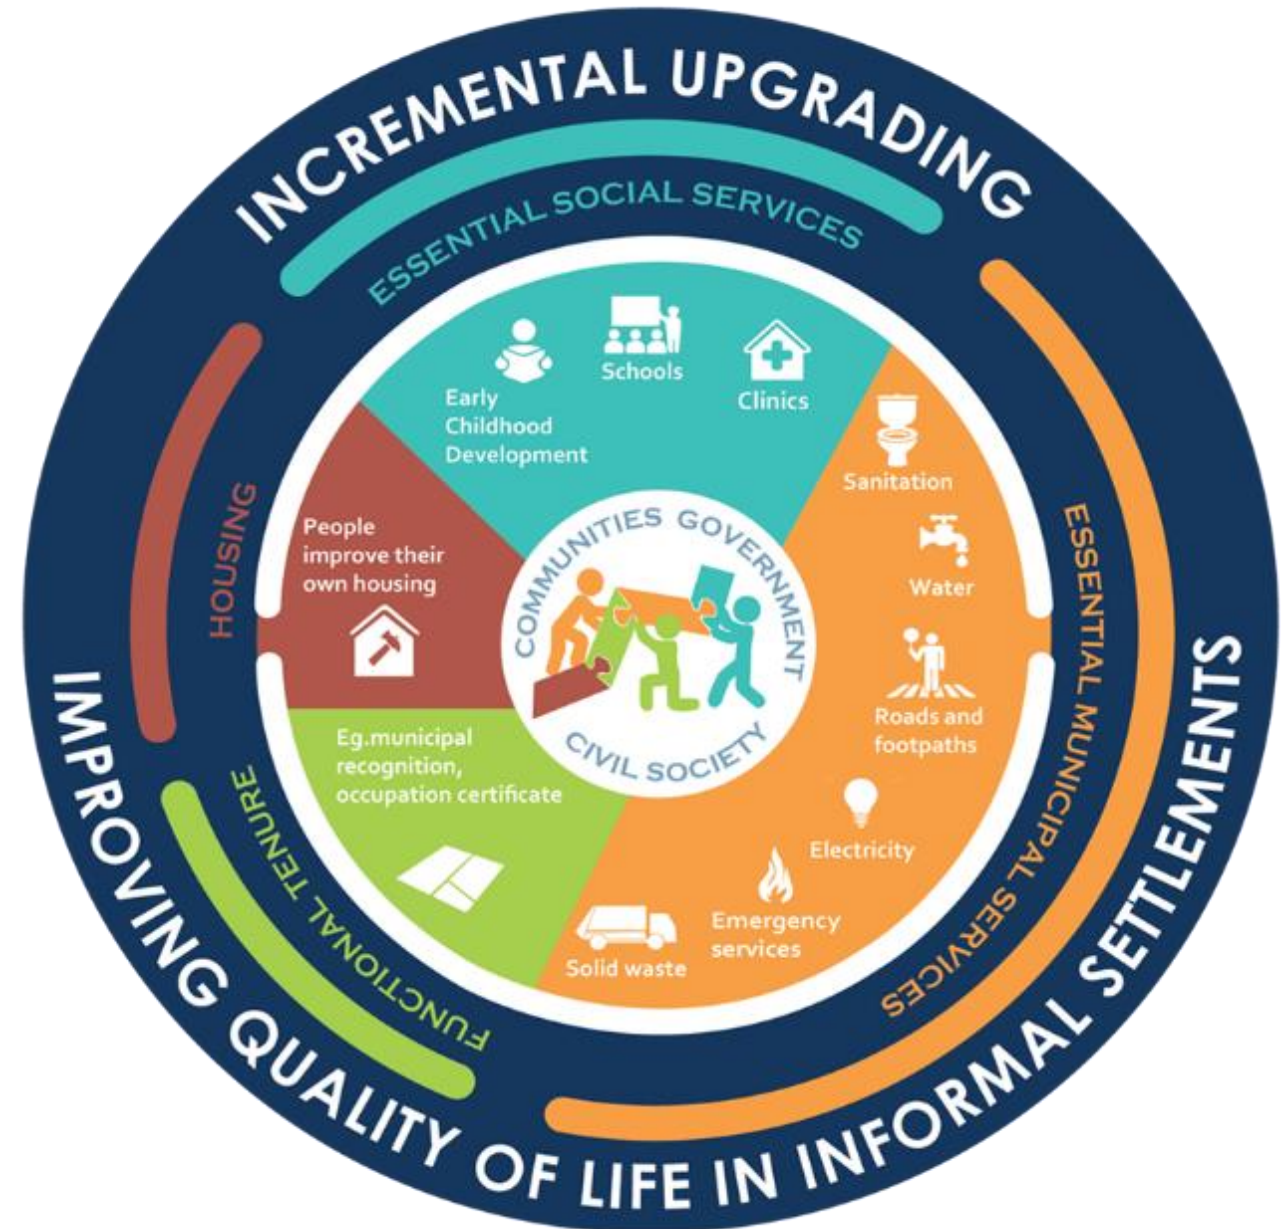 INCREMENTAL UPGRADING
ESSENTIAL SOCIAL SERVICES
Early
Childhood
Development
Schools
Clinics
HOUSING
People
improve their
own housing
FUNCTIONAL TENURE
Eg.municipal
recognition,
occupation certificate
ESSENTIAL MUNICIPAL SERVICES
Sanitation
Water
Roads and
footpaths
Electricity
Emergency
services
Solid waste
COMMUNITIES GOVERNMENT
CIVIL SOCIETY
IMPROVING QUALITY OF LIFE IN INFORMAL SETTLEMENTS